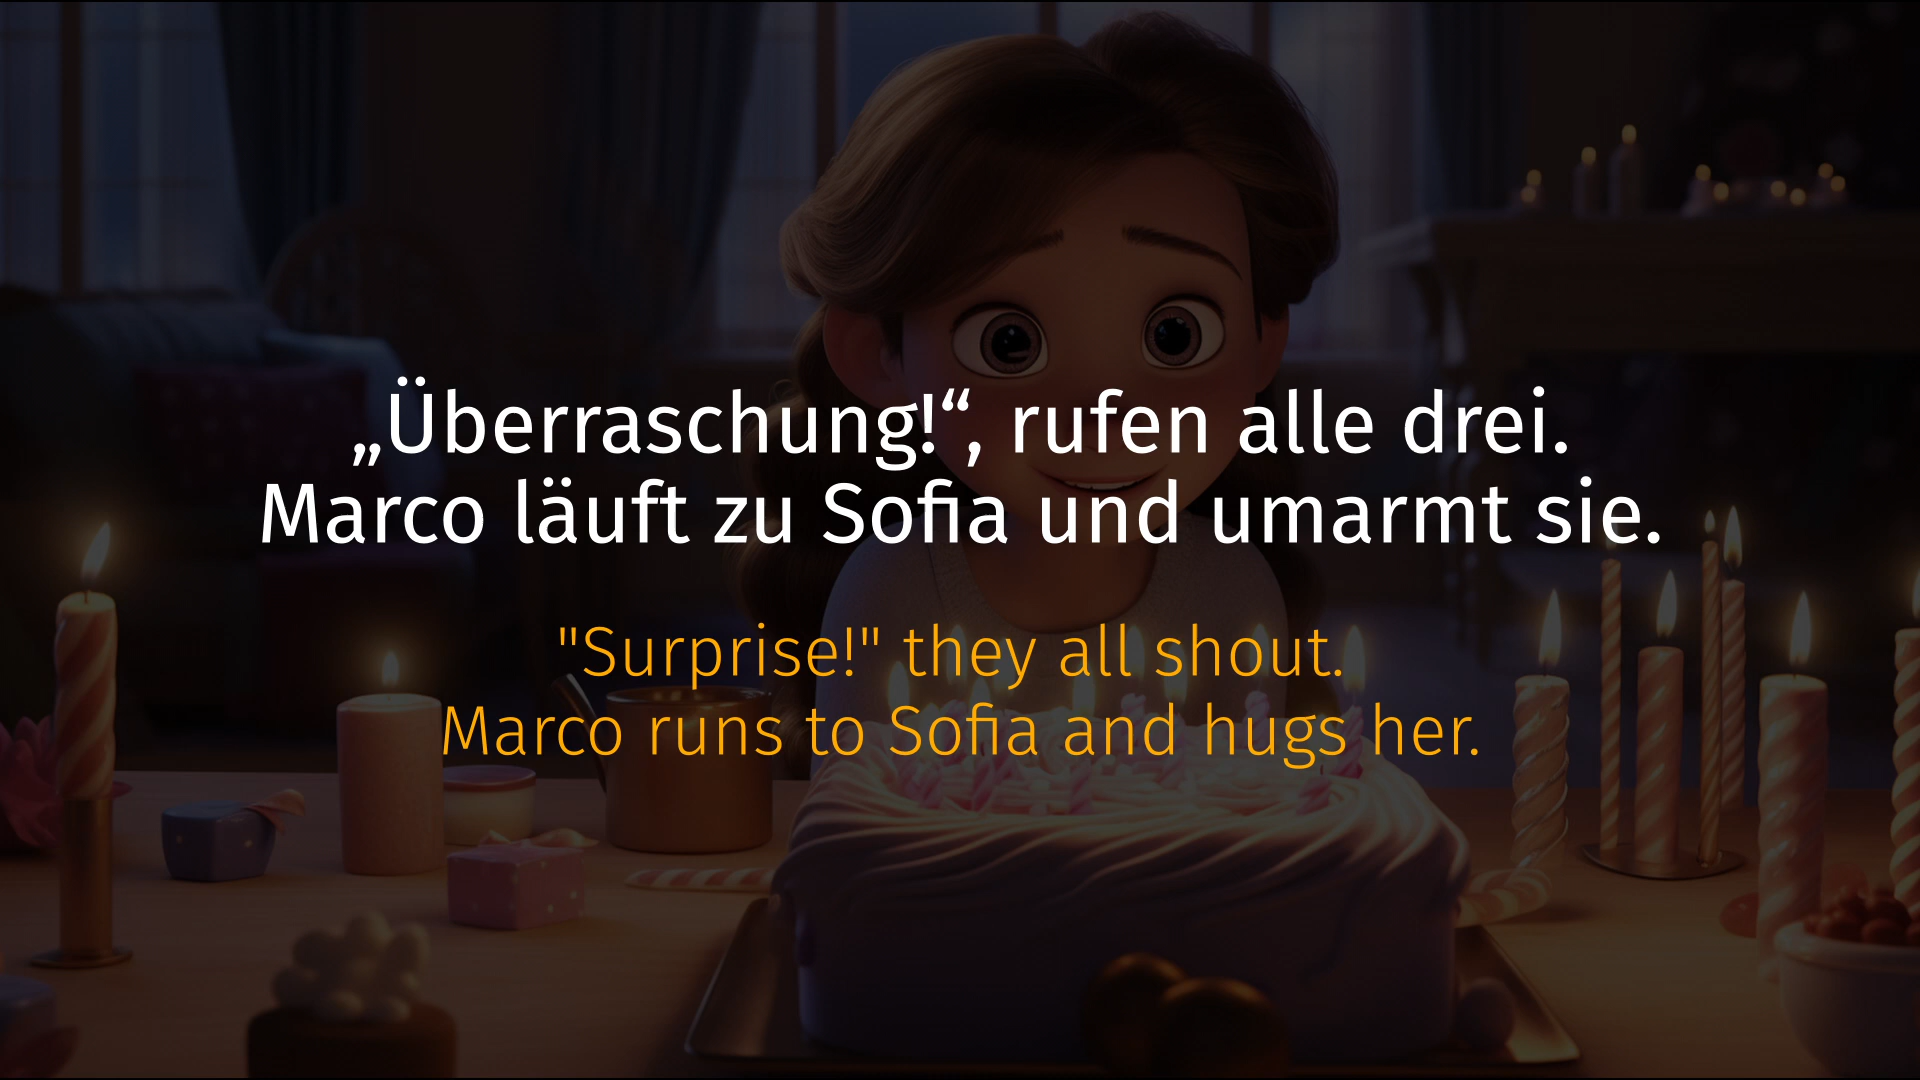 „Überraschung!“, rufen alle drei.
Marco läuft zu Sofia und umarmt sie.
"Surprise!" they all shout.
Marco runs to Sofia and hugs her.